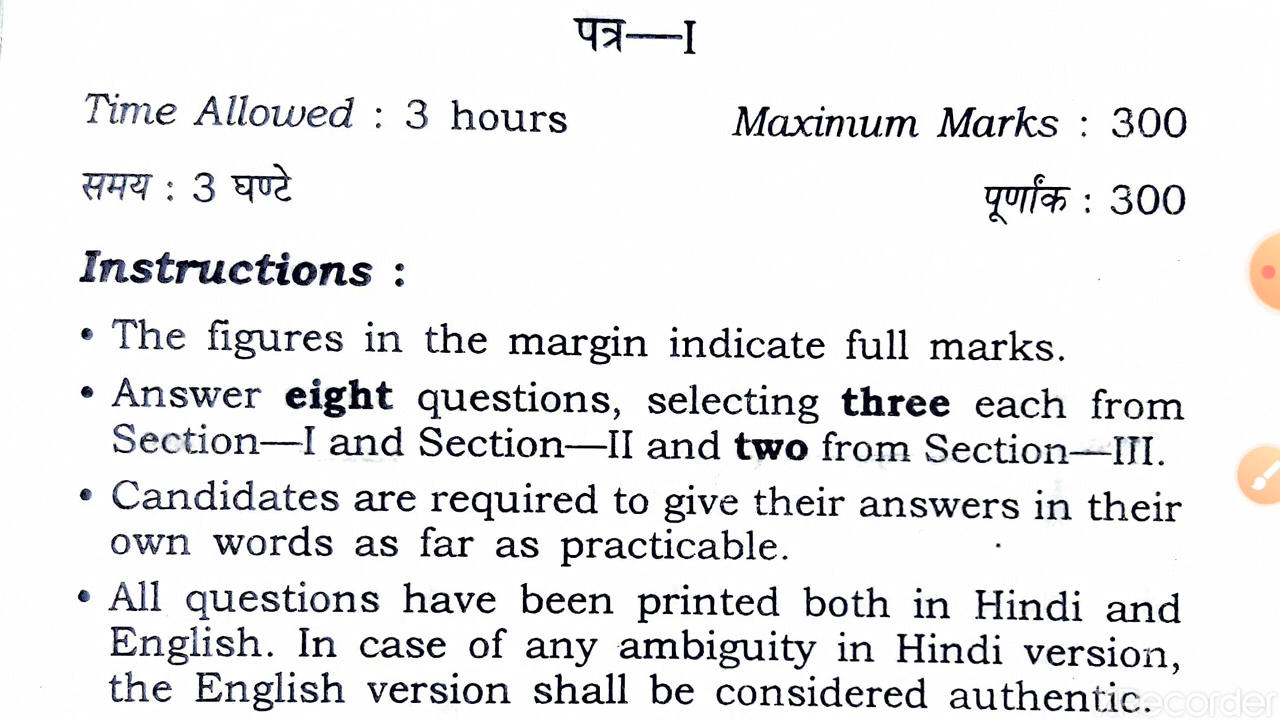 पत्र—I
Time Allowed : 3 hours Maximum Marks : 300
समय : 3 घण्टे पूर्णांक : 300
Instructions :
• The figures in the margin indicate full marks.
• Answer eight questions, selecting three each from
Section—I and Section—II and two from Section—III.
• Candidates are required to give their answers in their
own words as far as practicable.
• All questions have been printed both in Hindi and
English. In case of any ambiguity in Hindi version,
the English version shall be considered authentic.